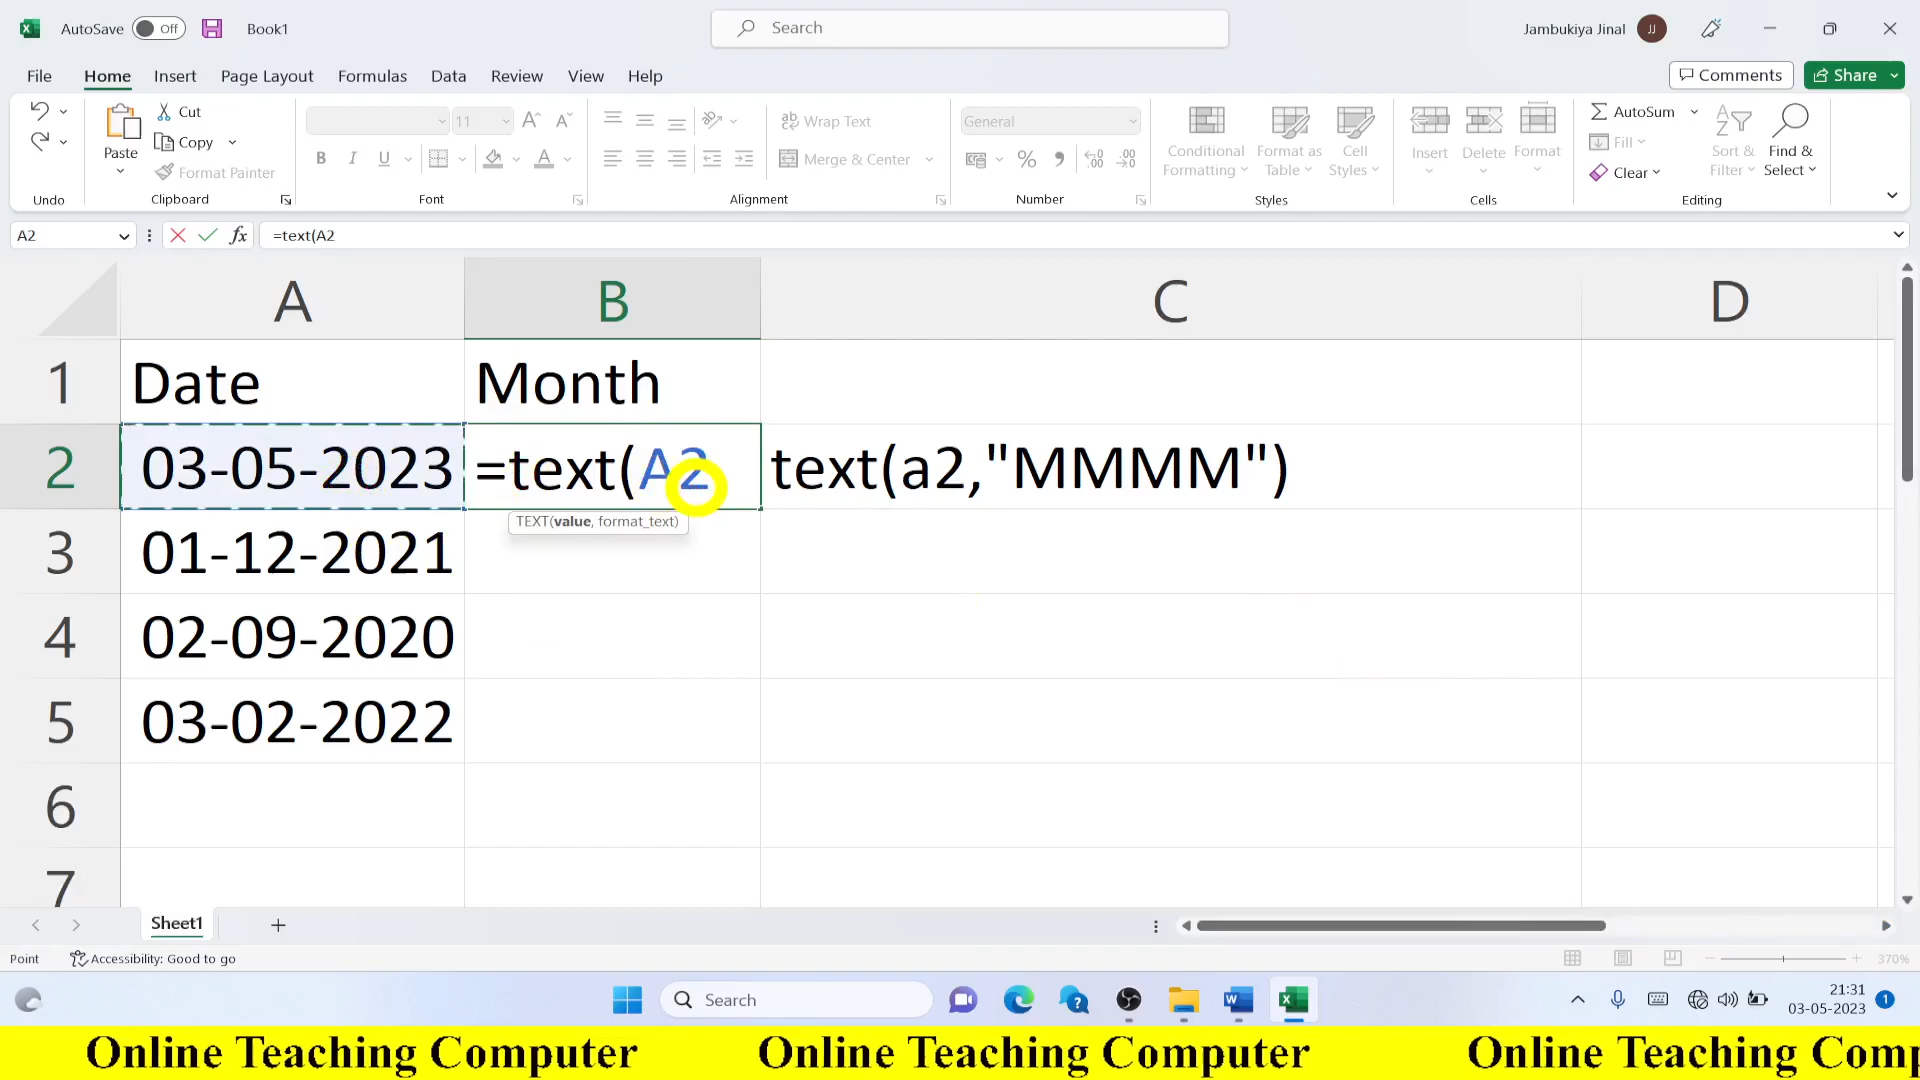 AutoSave Off Book1 Search Jambukiya Jinal JJ
File Home Insert Page Layout Formulas Data Review View Help Comments Share
Cut
Copy
Format Painter
Paste
11
Wrap Text
Merge & Center
General
Conditional Formatting
Format as Table
Cell Styles
Insert Delete Format
AutoSum
Fill
Clear
Sort & Filter
Find & Select
Undo Clipboard Font Alignment Number Styles Cells Editing
A2 fx =text(A2
A B C D
1 Date Month
2 03-05-2023 =text(A2 text(a2,"MMMM")
TEXT(value, format_text)
3 01-12-2021
4 02-09-2020
5 03-02-2022
6
7
Sheet1
Point Accessibility: Good to go 370%
Search
21:31
03-05-2023
1
Online Teaching Computer Online Teaching Computer Online Teaching Comp